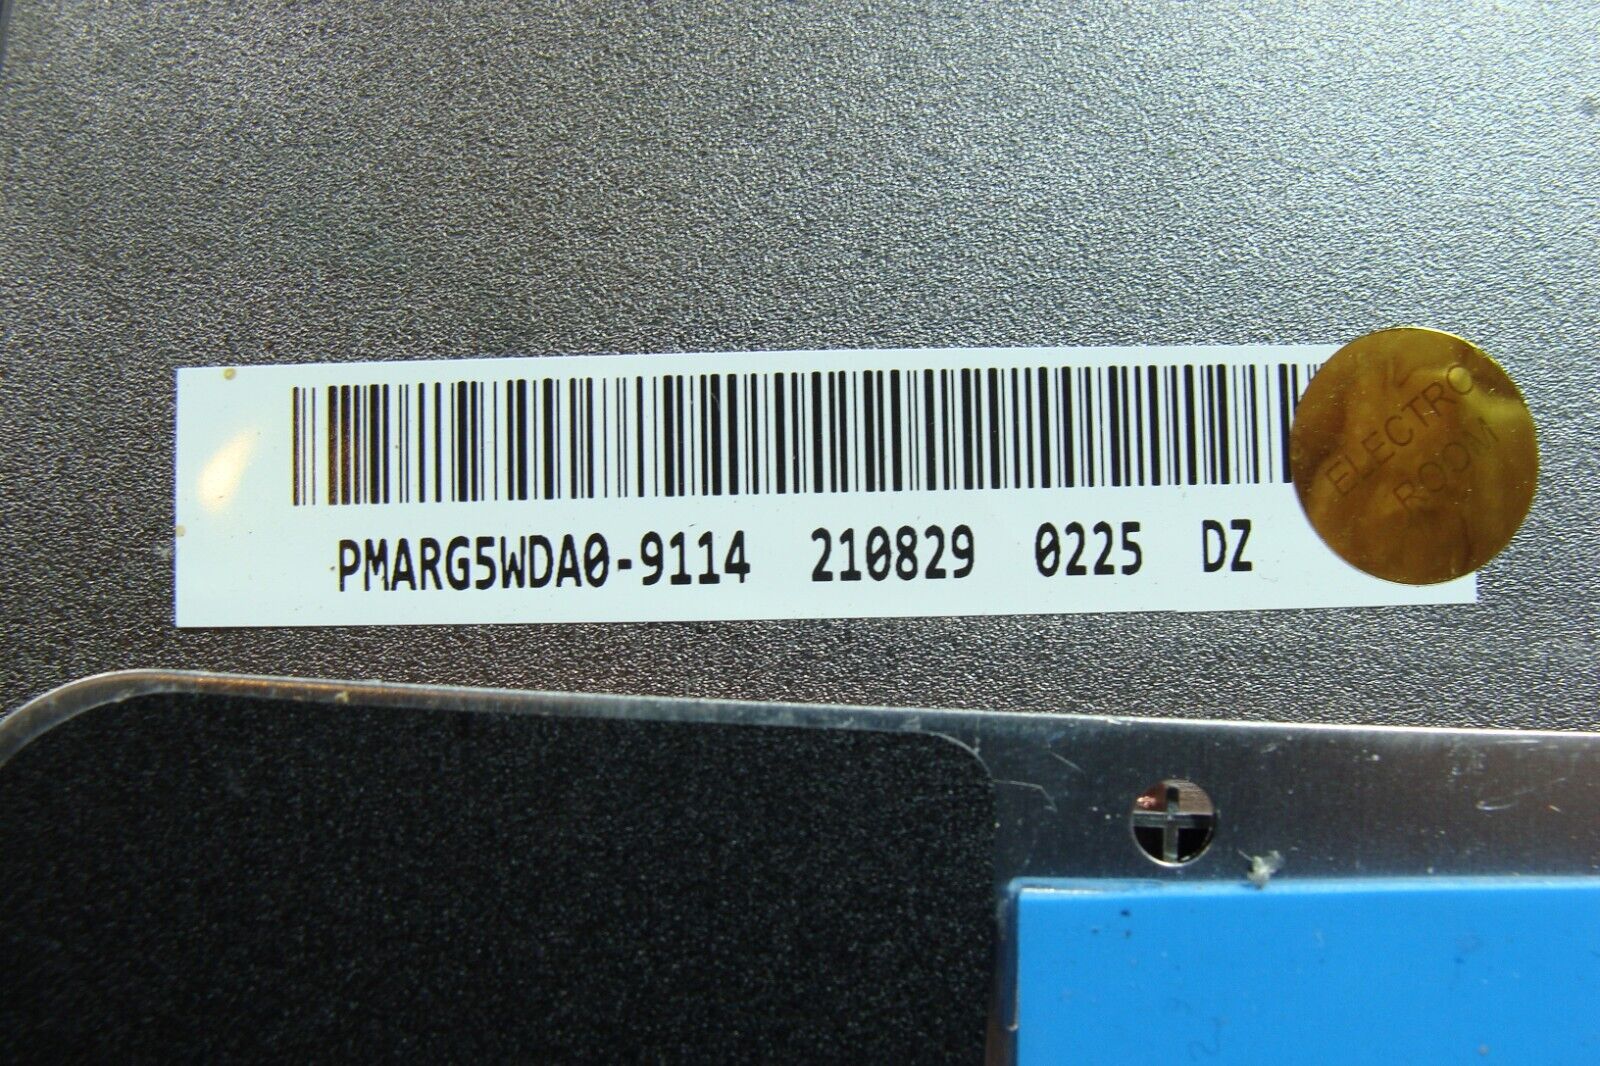 PMARG5WDA0-9114 210829 0225 DZ
ELECTRO
ROOM